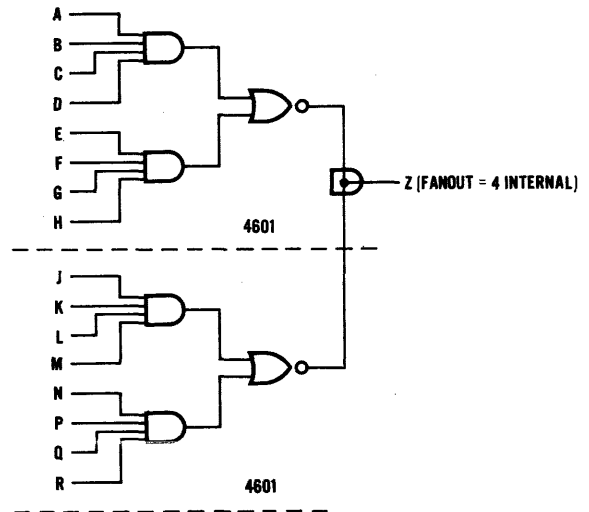 A
B
C
D
E
F
G
H
Z (FANOUT = 4 INTERNAL)
4601
J
K
L
M
N
P
Q
R
4601